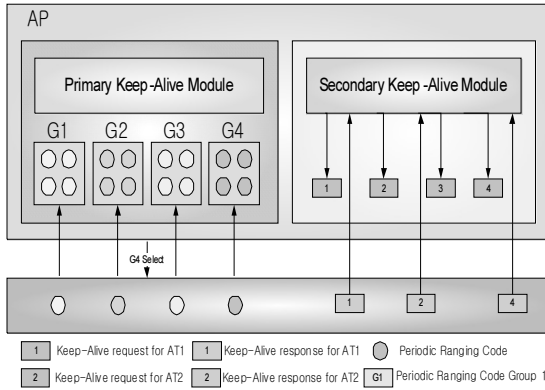 AP
Primary Keep-Alive Module
Secondary Keep-Alive Module
G1 G2 G3 G4
1 2 3 4
G4 Select
1 2 4
1 Keep-Alive request for AT1 1 Keep-Alive response for AT1 Periodic Ranging Code
2 Keep-Alive request for AT2 2 Keep-Alive response for AT2 G1 Periodic Ranging Code Group 1